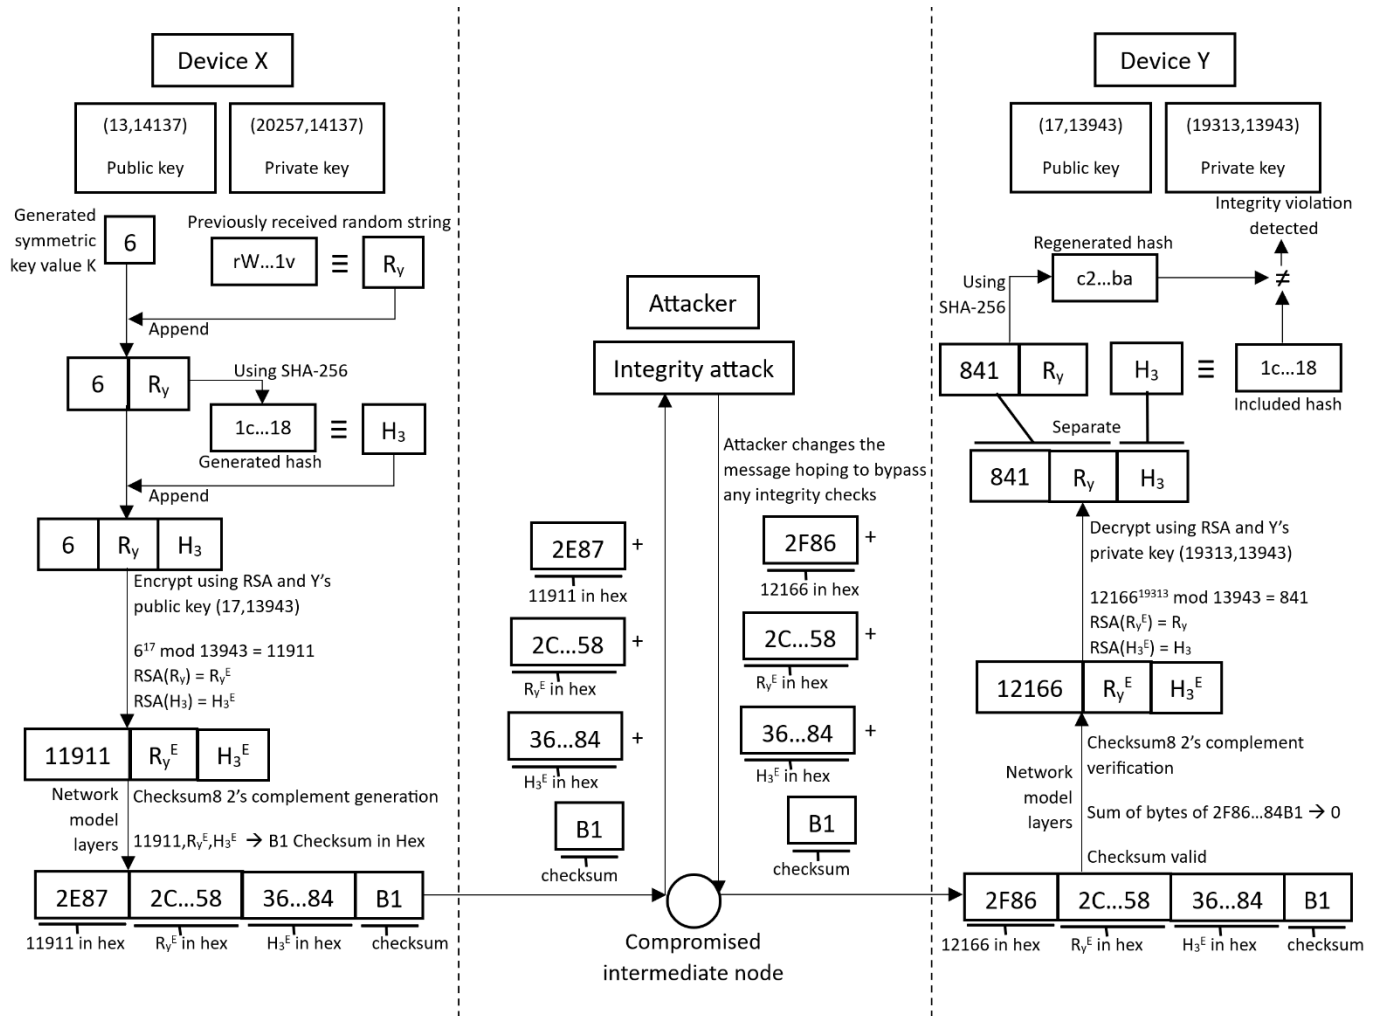 Device X
(13,14137)
Public key
(20257,14137)
Private key
Generated
symmetric
key value K
6
Previously received random string
rW...1v
≡
Ry
Append
6
Ry
Using SHA-256
1c...18
≡
H3
Generated hash
Append
6
Ry
H3
Encrypt using RSA and Y's
public key (17,13943)
6^17 mod 13943 = 11911
RSA(Ry) = Ry^E
RSA(H3) = H3^E
11911
Ry^E
H3^E
Network
model
layers
Checksum8 2's complement generation
11911,Ry^E,H3^E → B1 Checksum in Hex
2E87
2C...58
36...84
B1
11911 in hex
Ry^E in hex
H3^E in hex
checksum
Attacker
Integrity attack
Attacker changes the
message hoping to bypass
any integrity checks
2E87 +
11911 in hex
2C...58 +
Ry^E in hex
36...84 +
H3^E in hex
B1
checksum
2F86 +
12166 in hex
2C...58 +
Ry^E in hex
36...84 +
H3^E in hex
B1
checksum
Compromised
intermediate node
Device Y
(17,13943)
Public key
(19313,13943)
Private key
Integrity violation
detected
Regenerated hash
c2...ba
≠
Using
SHA-256
841
Ry
H3
≡
1c...18
Included hash
Separate
841
Ry
H3
Decrypt using RSA and Y's
private key (19313,13943)
12166^19313 mod 13943 = 841
RSA(Ry^E) = Ry
RSA(H3^E) = H3
12166
Ry^E
H3^E
Network
model
layers
Checksum8 2's complement
verification
Sum of bytes of 2F86...84B1 → 0
Checksum valid
2F86
2C...58
36...84
B1
12166 in hex
Ry^E in hex
H3^E in hex
checksum